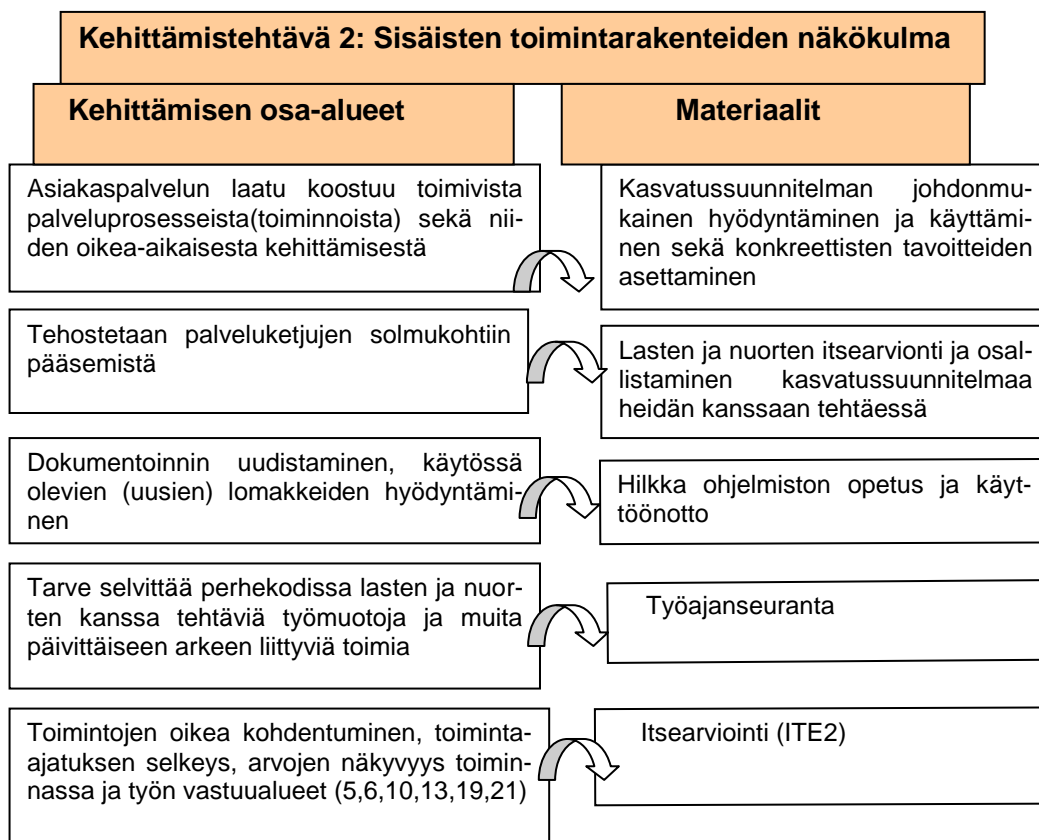 Kehittämistehtävä 2: Sisäisten toimintarakenteiden näkökulma
Kehittämisen osa-alueet
Materiaalit
Asiakaspalvelun laatu koostuu toimivista
palveluprosesseista(toiminnoista) sekä nii-
den oikea-aikaisesta kehittämisestä
Kasvatussuunnitelman johdonmu-
kainen hyödyntäminen ja käyttämi-
nen sekä konkreettisten tavoitteiden
asettaminen
Tehostetaan palveluketjujen solmukohtiin
pääsemistä
Lasten ja nuorten itsearvionti ja osal-
listaminen kasvatussuunnitelmaa
heidän kanssaan tehtäessä
Dokumentoinnin uudistaminen, käytössä
olevien (uusien) lomakkeiden hyödyntämi-
nen
Hilkka ohjelmiston opetus ja käyt-
töönotto
Tarve selvittää perhekodissa lasten ja nuor-
ten kanssa tehtäviä työmuotoja ja muita
päivittäiseen arkeen liittyviä toimia
Työajanseuranta
Toimintojen oikea kohdentuminen, toiminta-
ajatuksen selkeys, arvojen näkyvyys toimin-
nassa ja työn vastuualueet (5,6,10,13,19,21)
Itsearviointi (ITE2)